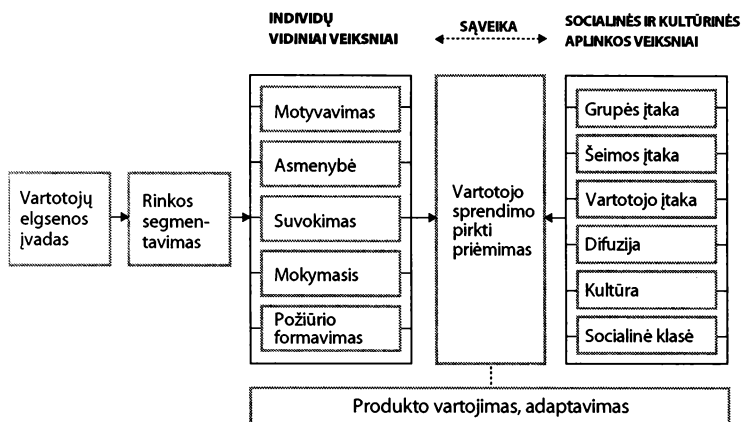 INDIVIDŲ
VIDINIAI VEIKSNIAI
SĄVEIKA
SOCIALINĖS IR KULTŪRINĖS
APLINKOS VEIKSNIAI
Vartotojų
elgsenos
įvadas
Rinkos
segmen-
tavimas
Motyvavimas
Asmenybė
Suvokimas
Mokymasis
Požiūrio
formavimas
Vartotojo
sprendimo
pirkti
priėmimas
Grupės įtaka
Šeimos įtaka
Vartotojo įtaka
Difuzija
Kultūra
Socialinė klasė
Produkto vartojimas, adaptavimas